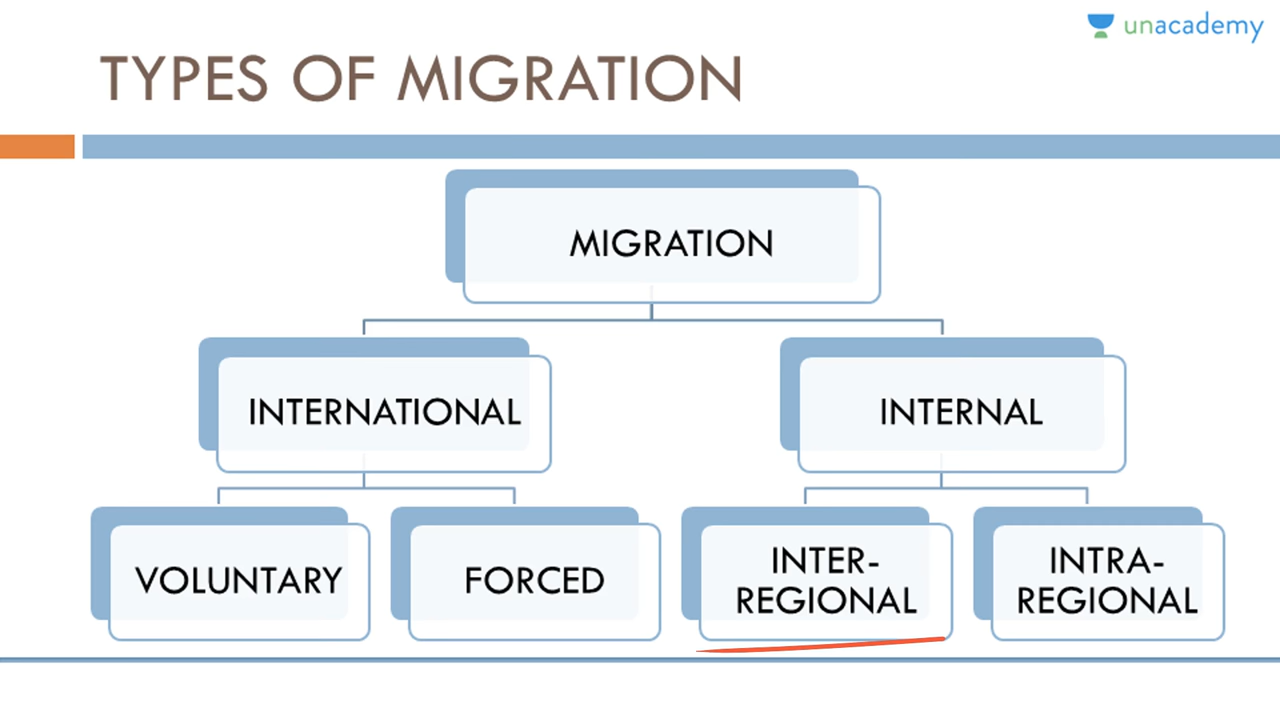 unacademy
TYPES OF MIGRATION
MIGRATION
INTERNATIONAL
INTERNAL
VOLUNTARY
FORCED
INTER-
REGIONAL
INTRA-
REGIONAL